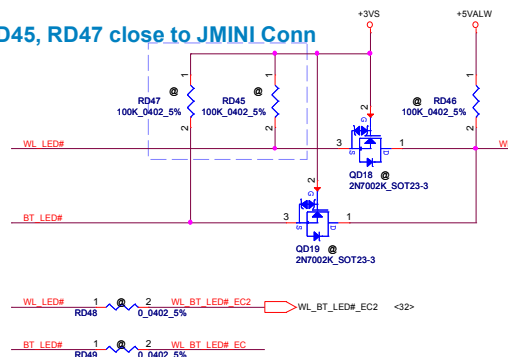 D45, RD47 close to JMINI Conn
+3VS
+5VALW
1 1 1
@ @ @
RD47 RD45 RD46
100K_0402_5% 100K_0402_5% 100K_0402_5%
2 2 2 2 2
G
WL_LED# 3 S D 1 W
QD18 @
2N7002K_SOT23-3
G
BT_LED# 3 S D 1
QD19 @
2N7002K_SOT23-3
WL_LED# 1 @ 2 WL_BT_LED#_EC2 WL_BT_LED#_EC2 <32>
RD48 0_0402_5%
BT_LED# 1 @ 2 WL_BT_LED#_EC
RD49 0_0402_5%